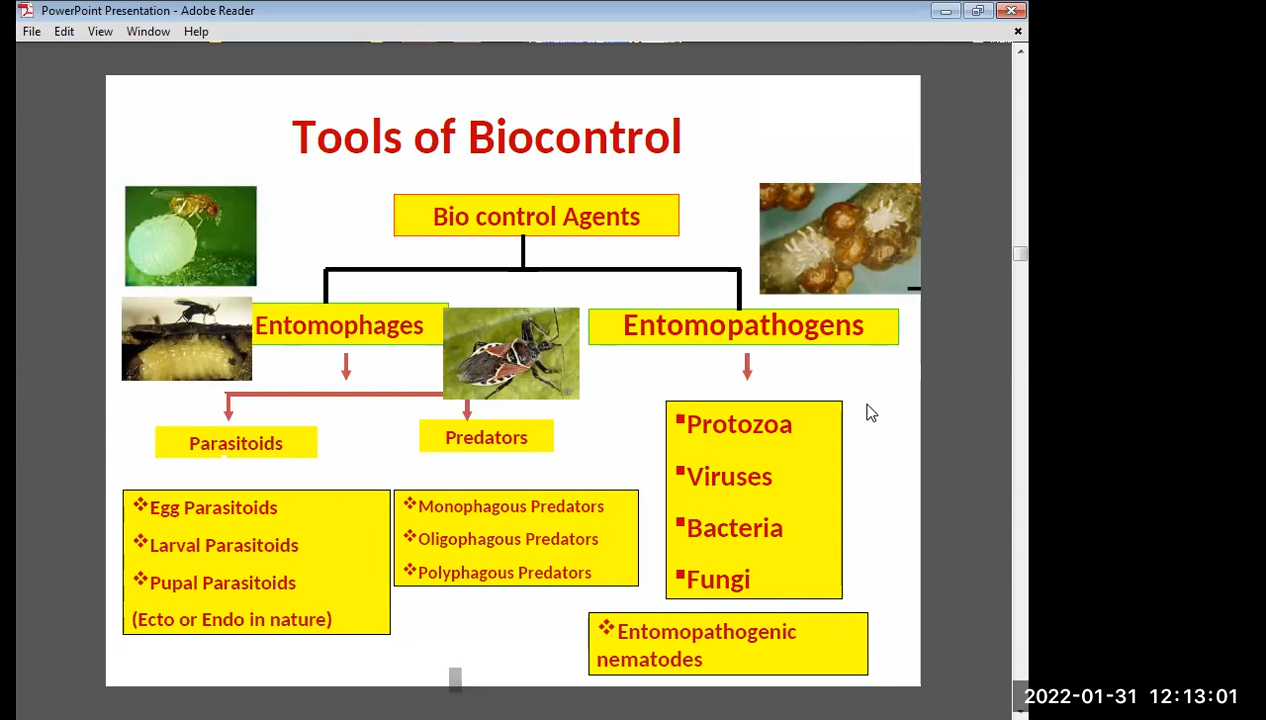 PowerPoint Presentation - Adobe Reader
File Edit View Window Help
Tools of Biocontrol
Bio control Agents
Entomophages
Entomopathogens
Parasitoids
Predators
❖Egg Parasitoids
❖Larval Parasitoids
❖Pupal Parasitoids
(Ecto or Endo in nature)
❖Monophagous Predators
❖Oligophagous Predators
❖Polyphagous Predators
▪Protozoa
▪Viruses
▪Bacteria
▪Fungi
❖Entomopathogenic
nematodes
2022-01-31 12:13:01